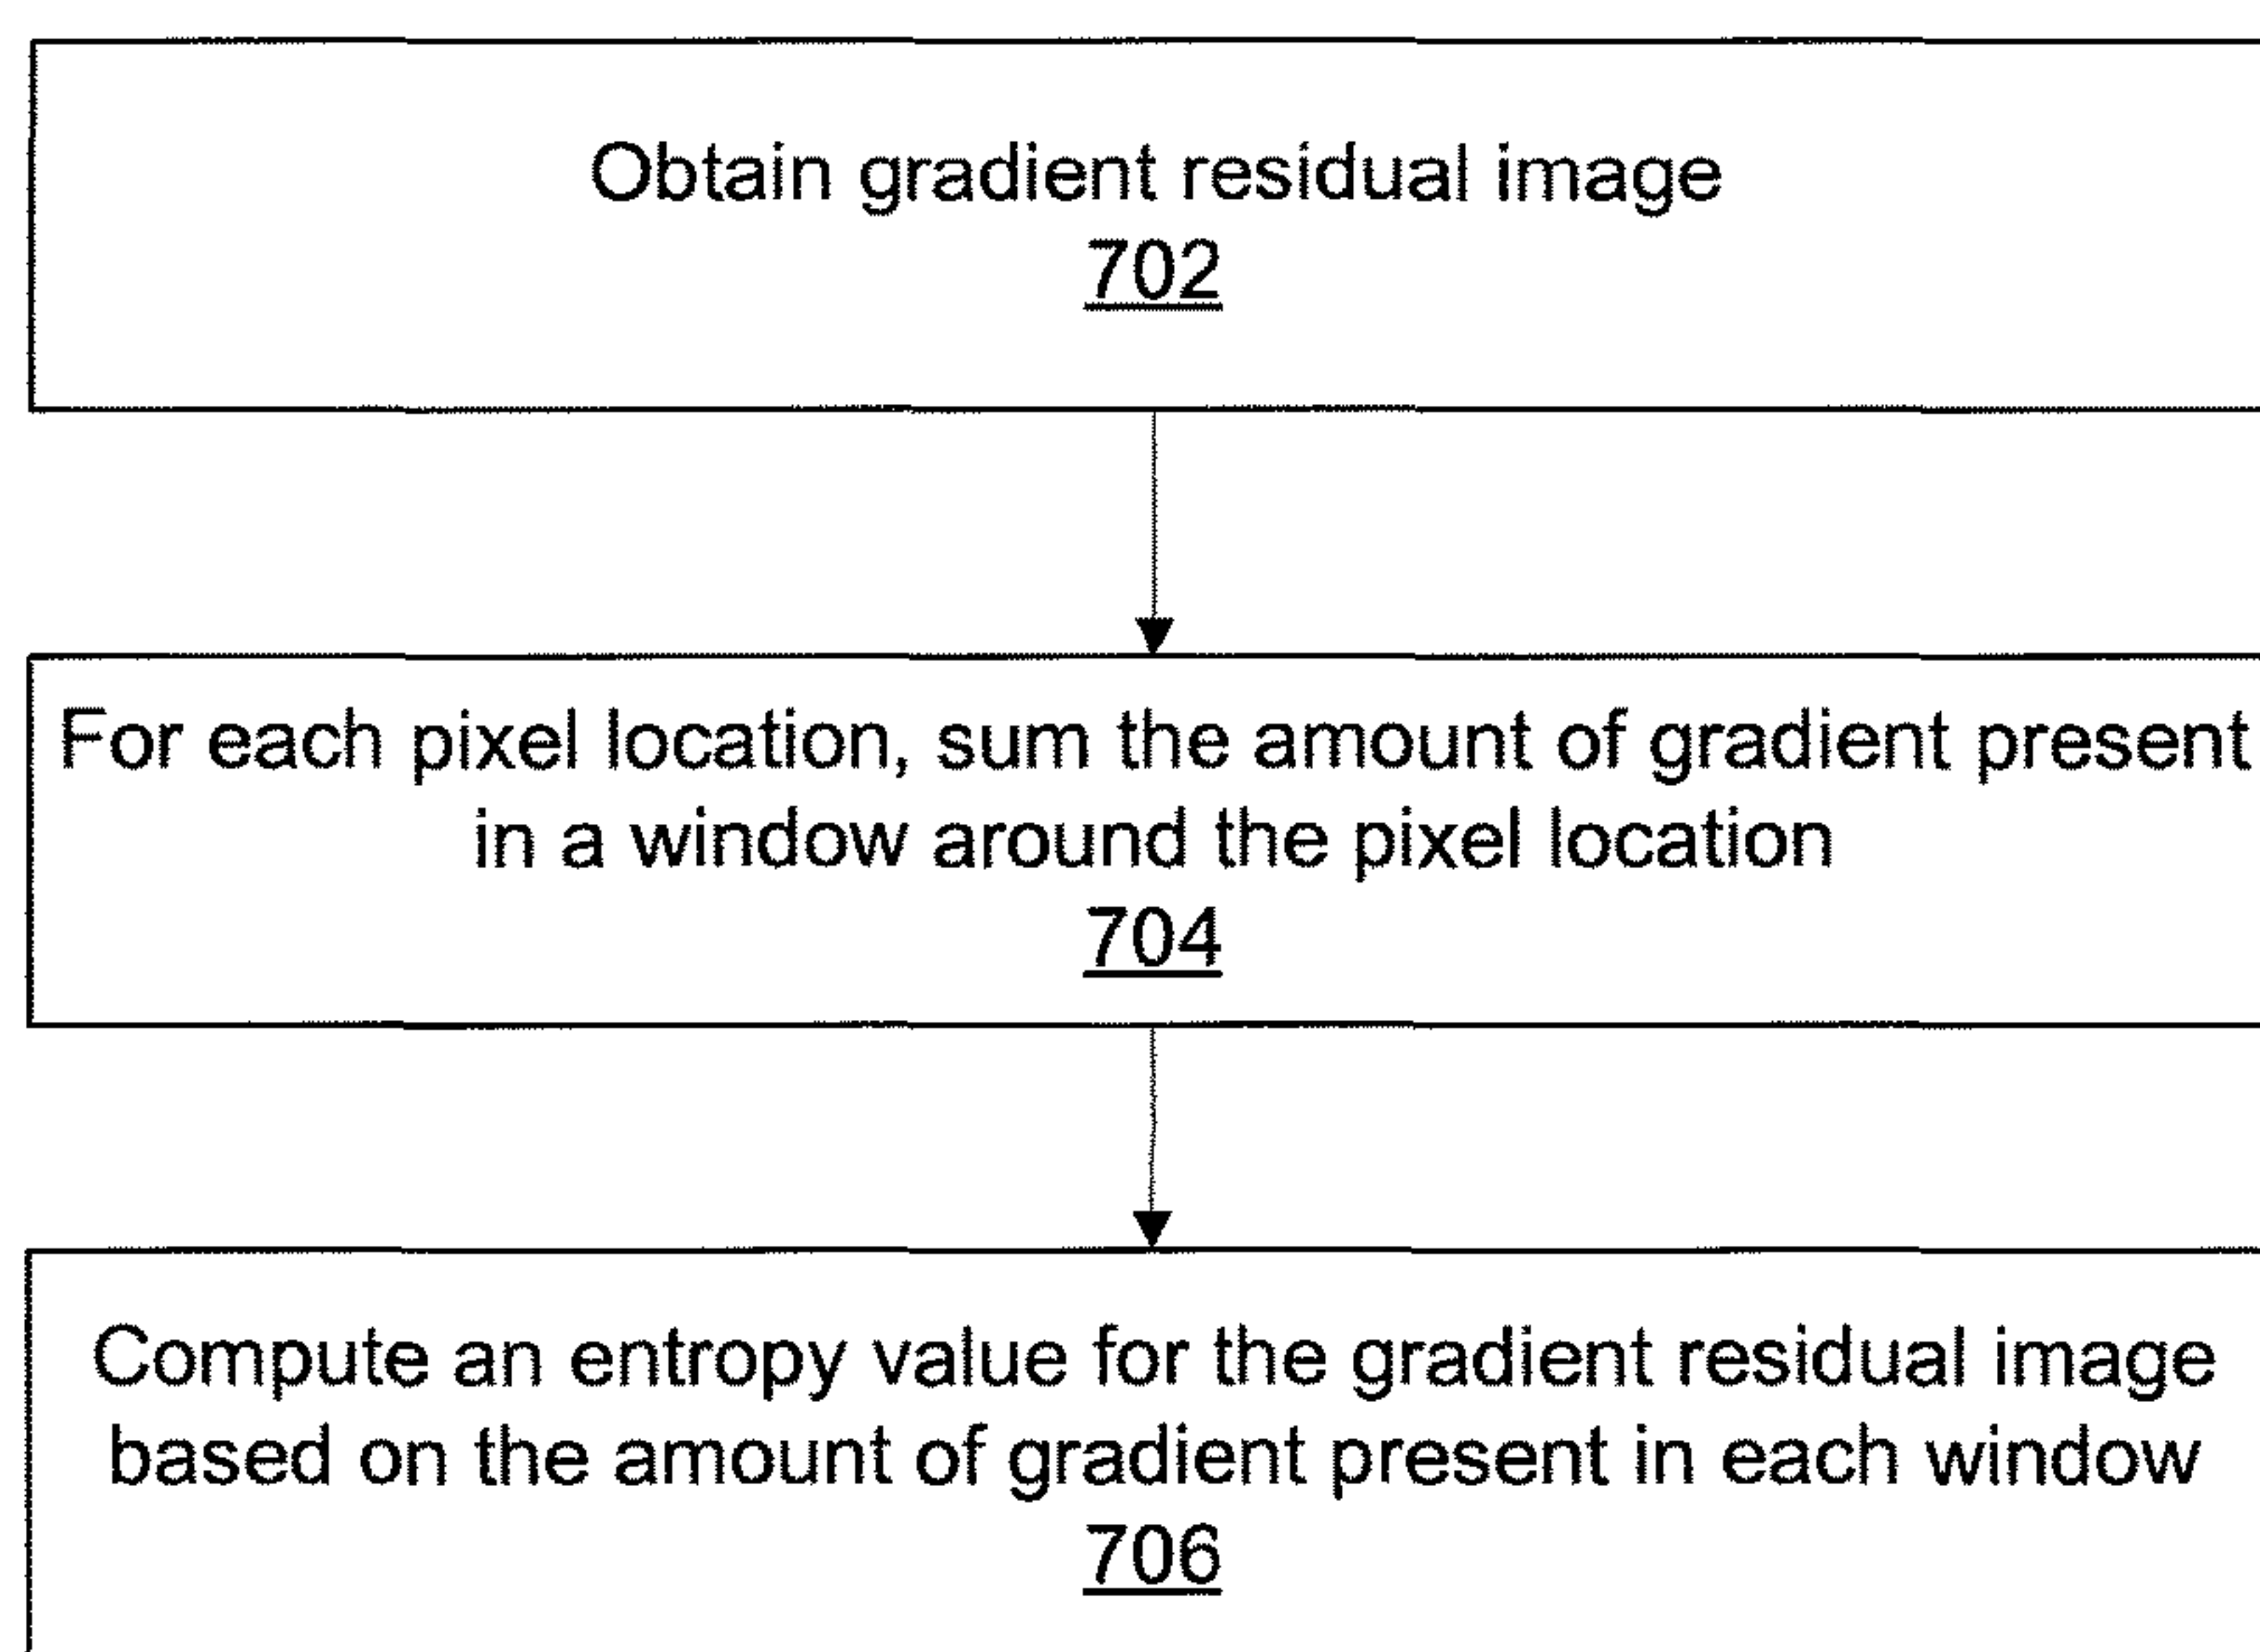 Obtain gradient residual image
702
For each pixel location, sum the amount of gradient present
in a window around the pixel location
704
Compute an entropy value for the gradient residual image
based on the amount of gradient present in each window
706